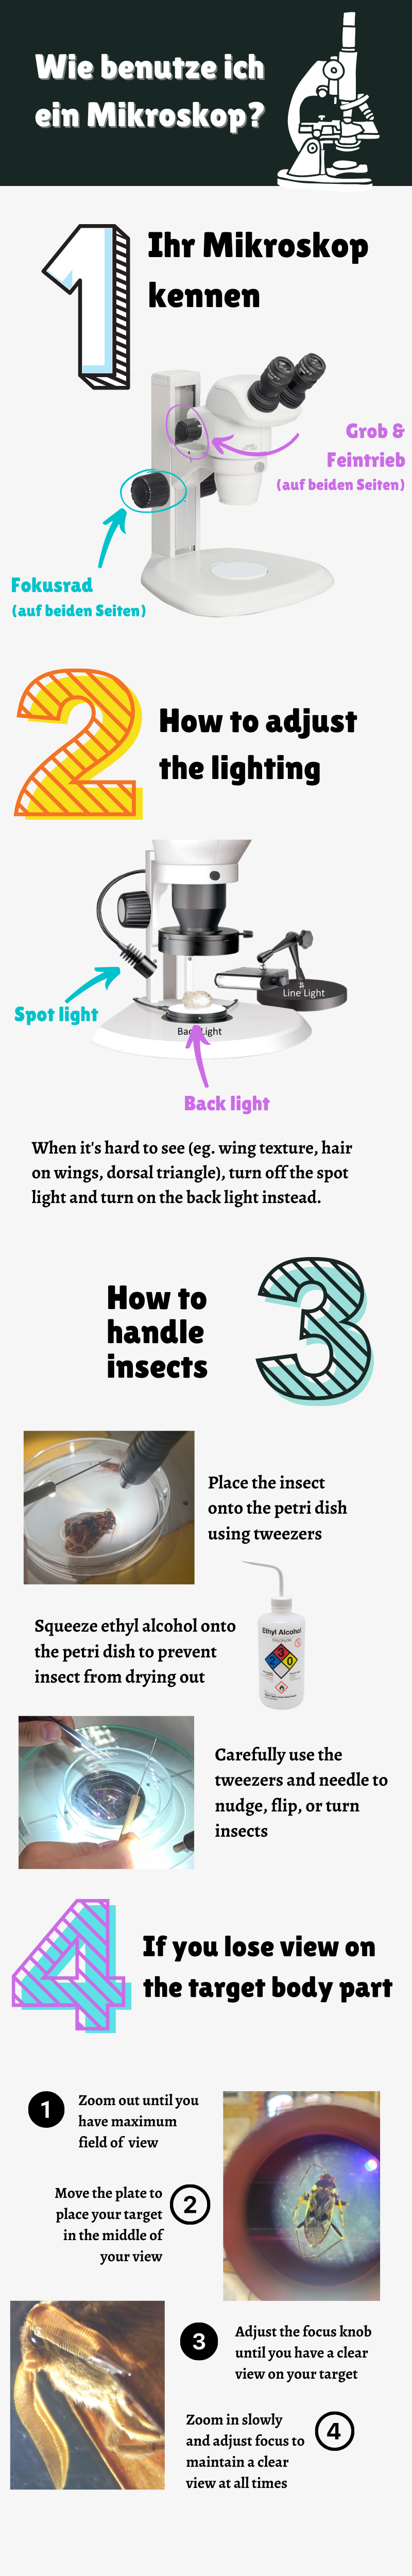 Wie benutze ich
ein Mikroskop?
1
Ihr Mikroskop
kennen
Grob &
Feintrieb
(auf beiden Seiten)
Fokusrad
(auf beiden Seiten)
2
How to adjust
the lighting
Spot light
Line Light
Back Light
Back light
When it's hard to see (eg. wing texture, hair
on wings, dorsal triangle), turn off the spot
light and turn on the back light instead.
How to
handle
insects
3
Place the insect
onto the petri dish
using tweezers
Squeeze ethyl alcohol onto
the petri dish to prevent
insect from drying out
Ethyl Alcohol
3
2 0
Carefully use the
tweezers and needle to
nudge, flip, or turn
insects
4
If you lose view on
the target body part
1
Zoom out until you
have maximum
field of view
Move the plate to
place your target
in the middle of
your view
2
3
Adjust the focus knob
until you have a clear
view on your target
Zoom in slowly
and adjust focus to
maintain a clear
view at all times
4